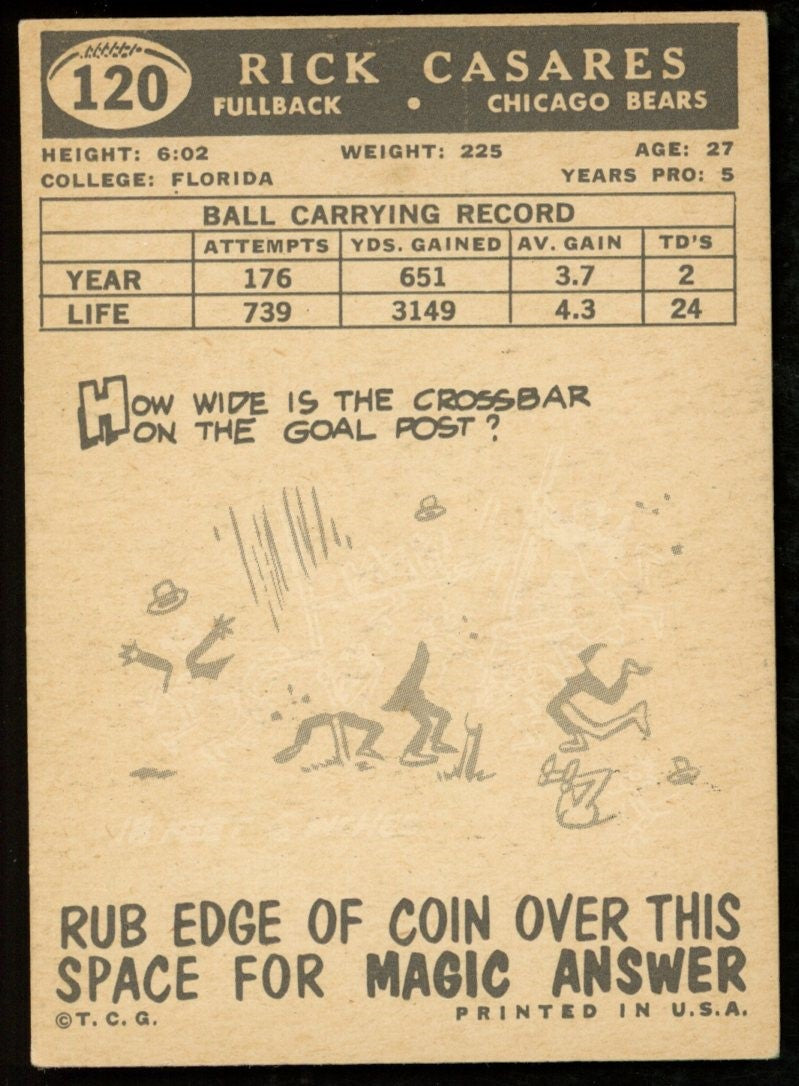 120
RICK CASARES
FULLBACK • CHICAGO BEARS
HEIGHT: 6:02 WEIGHT: 225 AGE: 27
COLLEGE: FLORIDA YEARS PRO: 5
BALL CARRYING RECORD
ATTEMPTS YDS. GAINED AV. GAIN TD'S
YEAR 176 651 3.7 2
LIFE 739 3149 4.3 24
HOW WIDE IS THE CROSSBAR
ON THE GOAL POST?
RUB EDGE OF COIN OVER THIS
SPACE FOR MAGIC ANSWER
©T. C. G. PRINTED IN U.S.A.